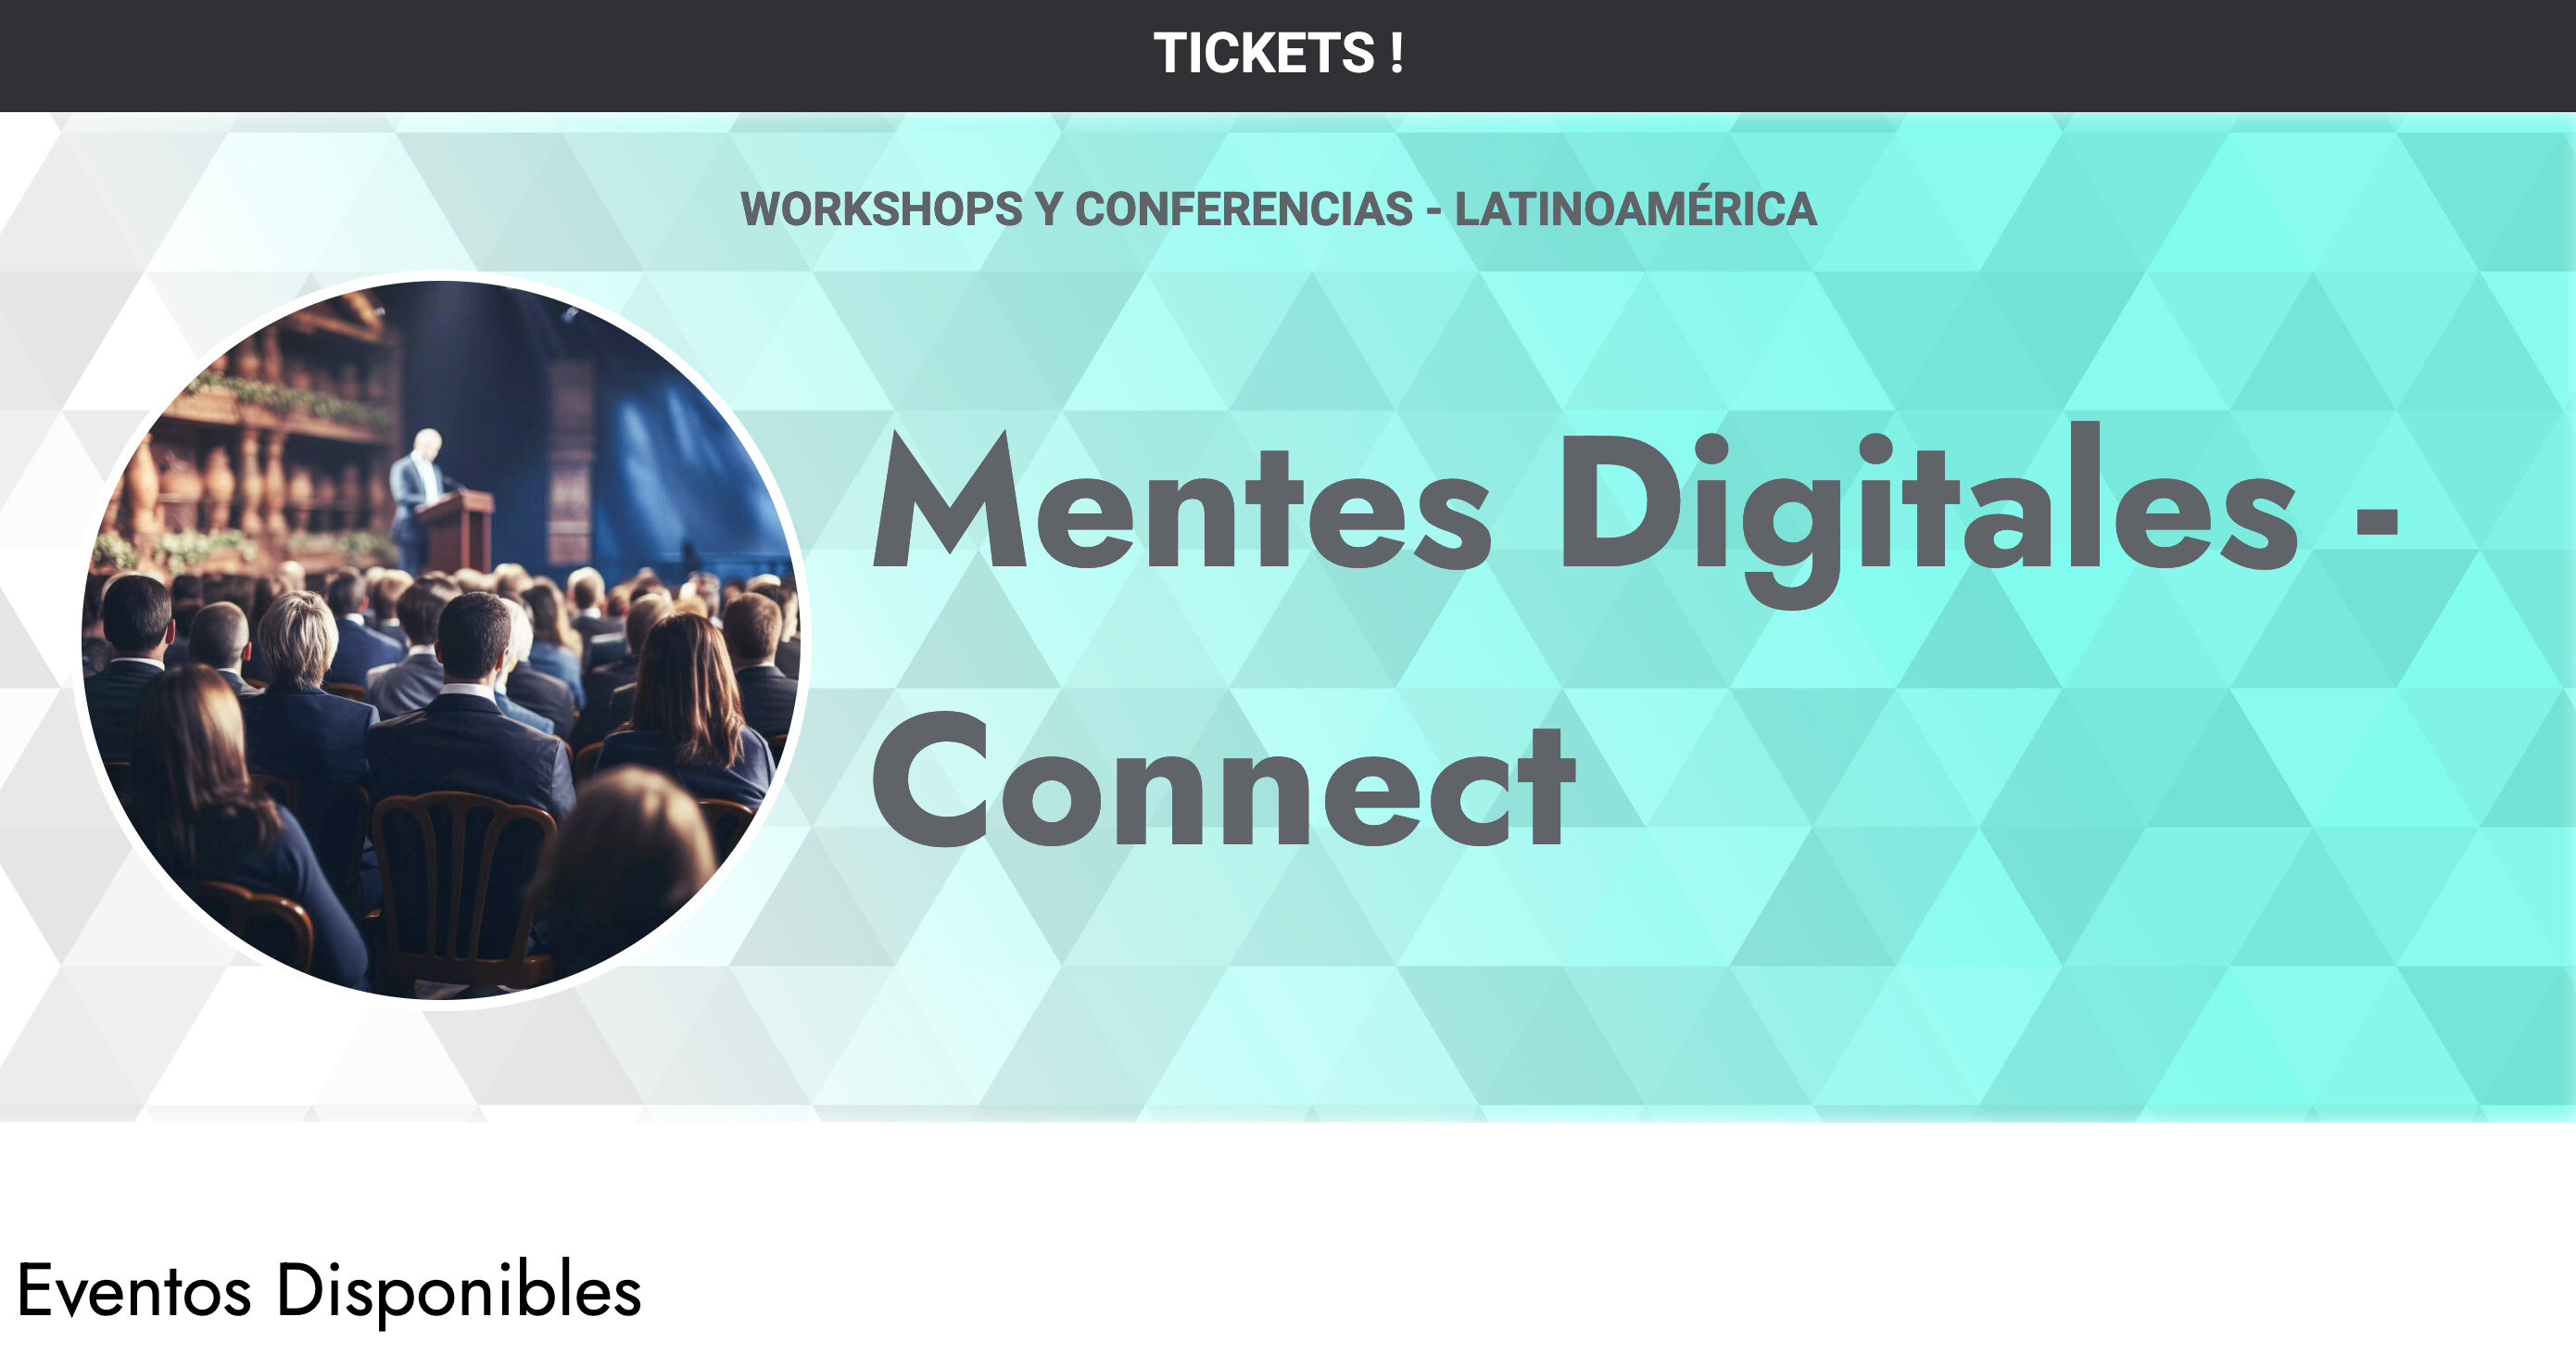 TICKETS !
WORKSHOPS Y CONFERENCIAS - LATINOAMÉRICA
Mentes Digitales -
Connect
Eventos Disponibles